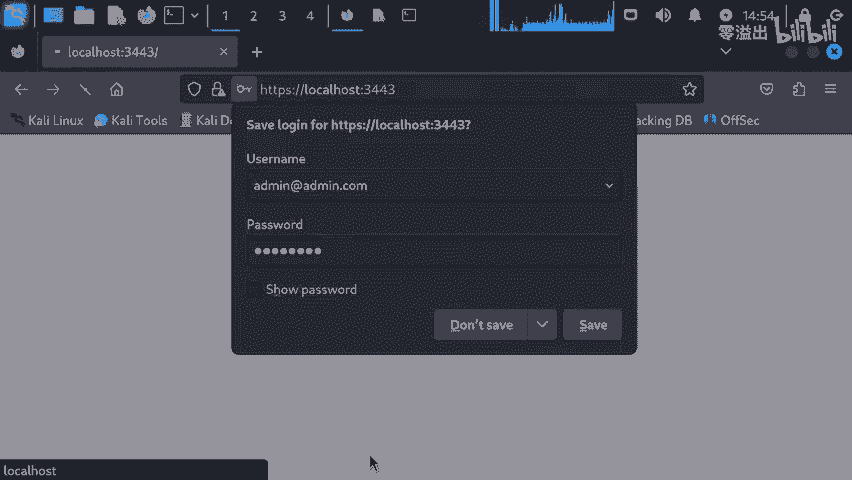 1 2 3 4 14:54
零溢出 bilibili
localhost:3443/
https://localhost:3443
Kali Linux Kali Tools Kali D acking DB OffSec
Save login for https://localhost:3443?
Username
admin@admin.com
Password
Show password
Don't save Save
localhost